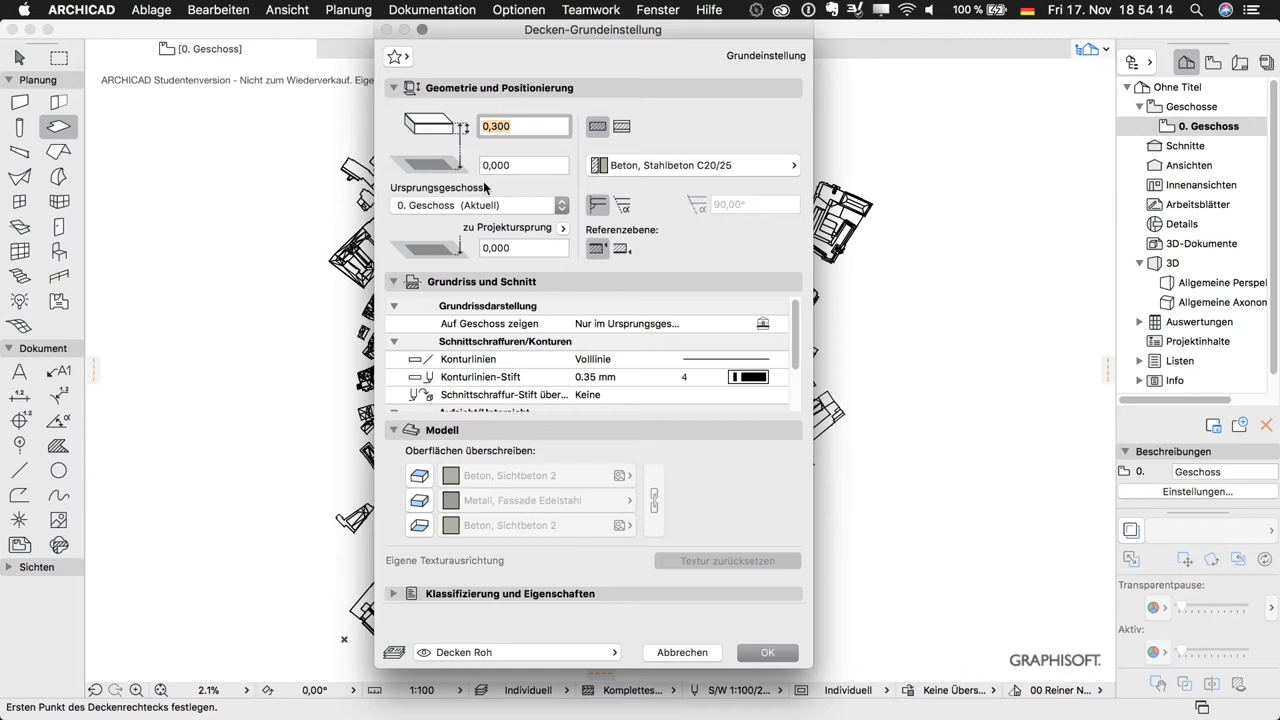 ARCHICAD Ablage Bearbeiten Ansicht Planung Dokumentation Optionen Teamwork Fenster Hilfe 100 % Fr 17. Nov 18 54 14
Decken-Grundeinstellung
[0. Geschoss]
Grundeinstellung
ARCHICAD Studentenversion - Nicht zum Wiederverkauf.
Planung
Geometrie und Positionierung
0,300
0,000
Beton, Stahlbeton C20/25
Ursprungsgeschoss
0. Geschoss (Aktuell)
90,00°
zu Projektursprung
Referenzebene:
0,000
Grundriss und Schnitt
Grundrissdarstellung
Auf Geschoss zeigen Nur im Ursprungsges...
Schnittschraffuren/Konturen
Konturlinien Volllinie
Konturlinien-Stift 0.35 mm 4
Schnittschraffur-Stift über... Keine
Aufsicht/Untersicht
Modell
Oberflächen überschreiben:
Beton, Sichtbeton 2
Metall, Fassade Edelstahl
Beton, Sichtbeton 2
Eigene Texturausrichtung Textur zurücksetzen
Klassifizierung und Eigenschaften
Decken Roh Abbrechen OK
Dokument
A A1
1.2
Sichten
Ohne Titel
Geschosse
0. Geschoss
Schnitte
Ansichten
Innenansichten
Arbeitsblätter
Details
3D-Dokumente
3D
Allgemeine Perspel
Allgemeine Axonon
Auswertungen
Projektinhalte
Listen
Info
Beschreibungen
0. Geschoss
Einstellungen...
Transparentpause:
Aktiv:
GRAPHISOFT.
2.1% 0,00° 1:100 Individuell Komplettes... S/W 1:100/2... Individuell Keine Übers... 00 Reiner N...
Ersten Punkt des Deckenrechtecks festlegen.